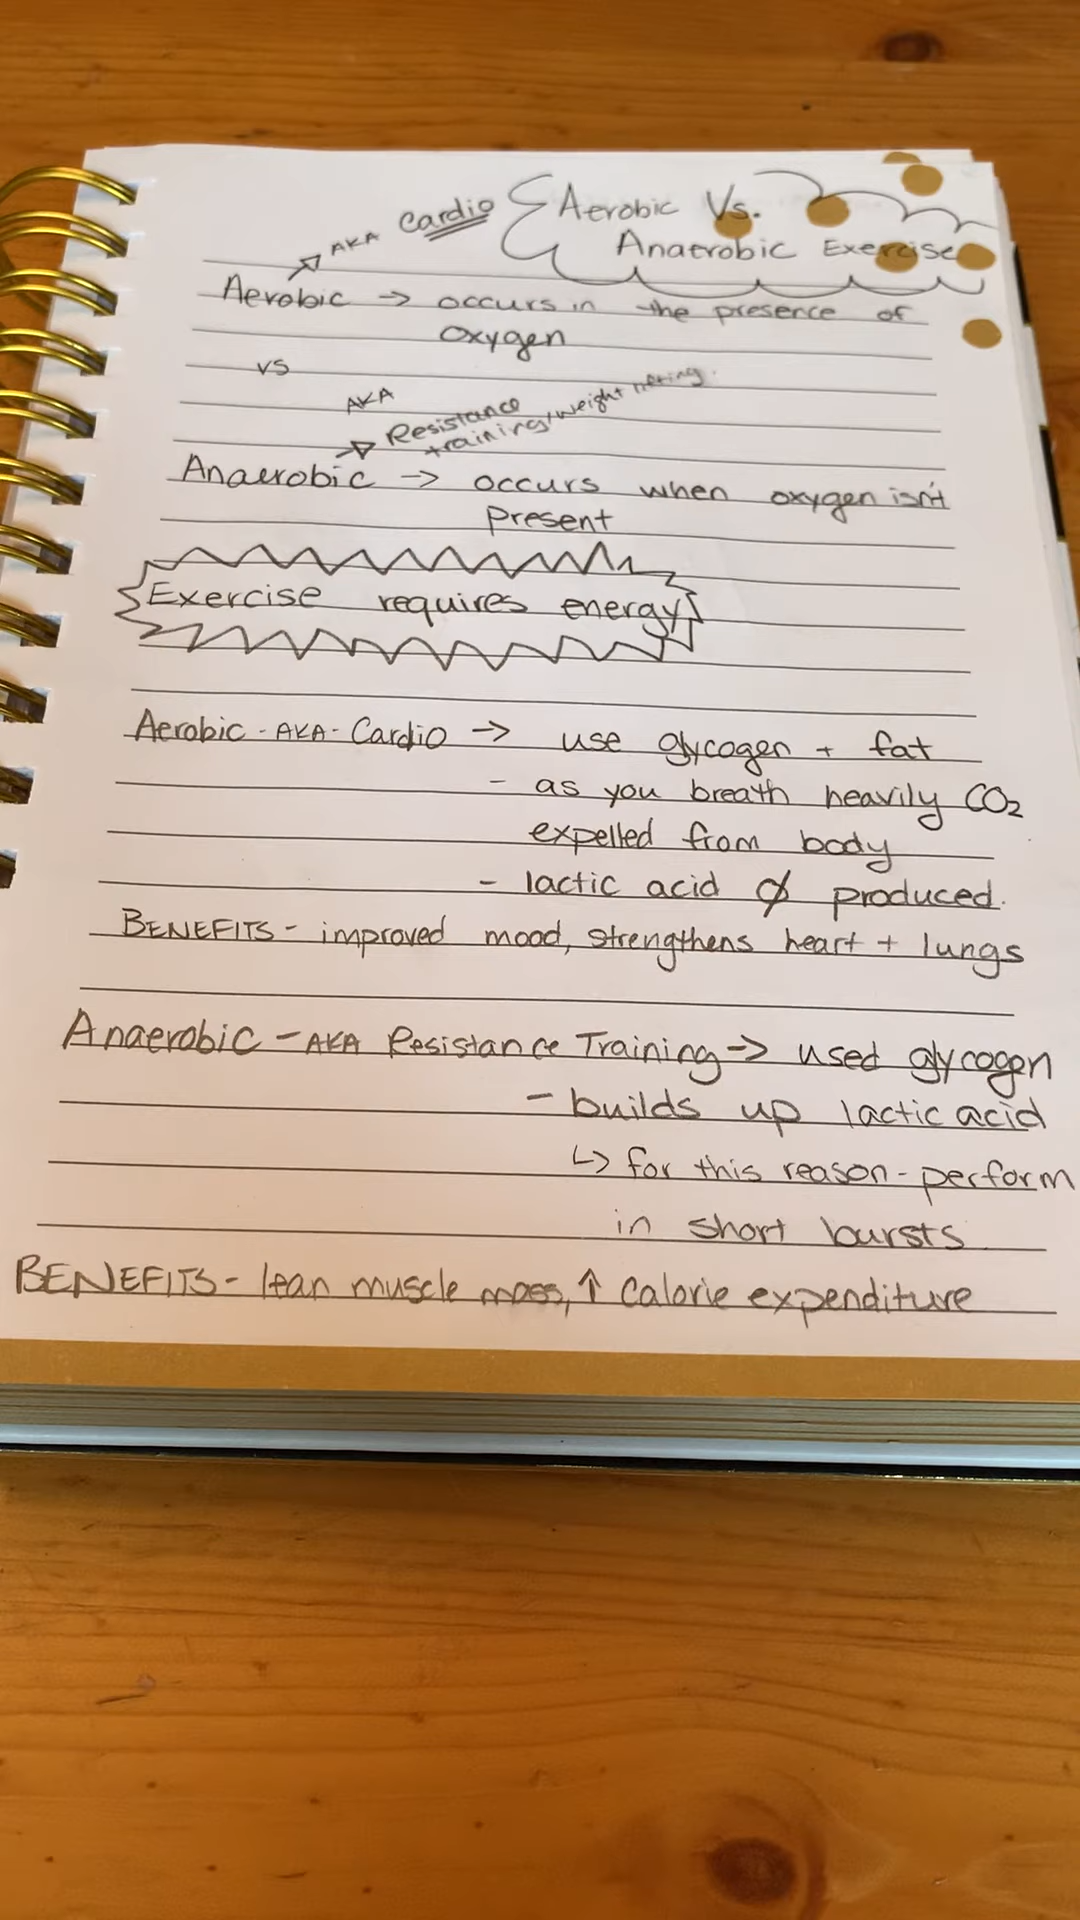 Aerobic Vs.
Anaerobic Exercise
AKA Cardio
Aerobic → occurs in the presence of
oxygen
vs
AKA
Resistance
training/weight lifting.
Anaerobic → occurs when oxygen isn't
present
Exercise requires energy
Aerobic - AKA - Cardio → use glycogen + fat
- as you breath heavily CO2
expelled from body
- lactic acid ∅ produced.
BENEFITS - improved mood, strengthens heart + lungs
Anaerobic - AKA Resistance Training → used glycogen
- builds up lactic acid
↳ for this reason - perform
in short bursts
BENEFITS - lean muscle mass, ↑ calorie expenditure